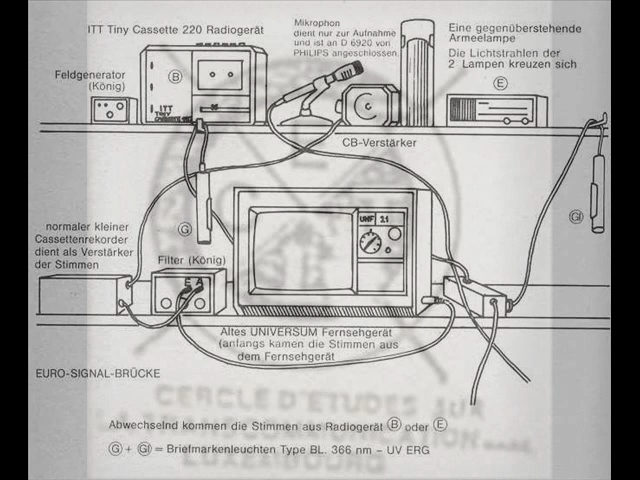 ITT Tiny Cassette 220 Radiogerät
Mikrophon
dient nur zur Aufnahme
und ist an D 6920 von
PHILIPS angeschlossen.
Eine gegenüberstehende
Armeelampe
Die Lichtstrahlen der
2 Lampen kreuzen sich
Feldgenerator
(König)
B
E
ITT
TINY
CB-Verstärker
G
GI
normaler kleiner
Cassettenrekorder
dient als Verstärker
der Stimmen
Filter (König)
E A
UHF 21
Altes UNIVERSUM Fernsehgerät
(anfangs kamen die Stimmen aus
dem Fernsehgerät
EURO-SIGNAL-BRÜCKE
CERCLE D'ETUDES SUR
LUXEMBOURG
Abwechselnd kommen die Stimmen aus Radiogerät B oder E
G + GI = Briefmarkenleuchten Type BL. 366 nm - UV ERG